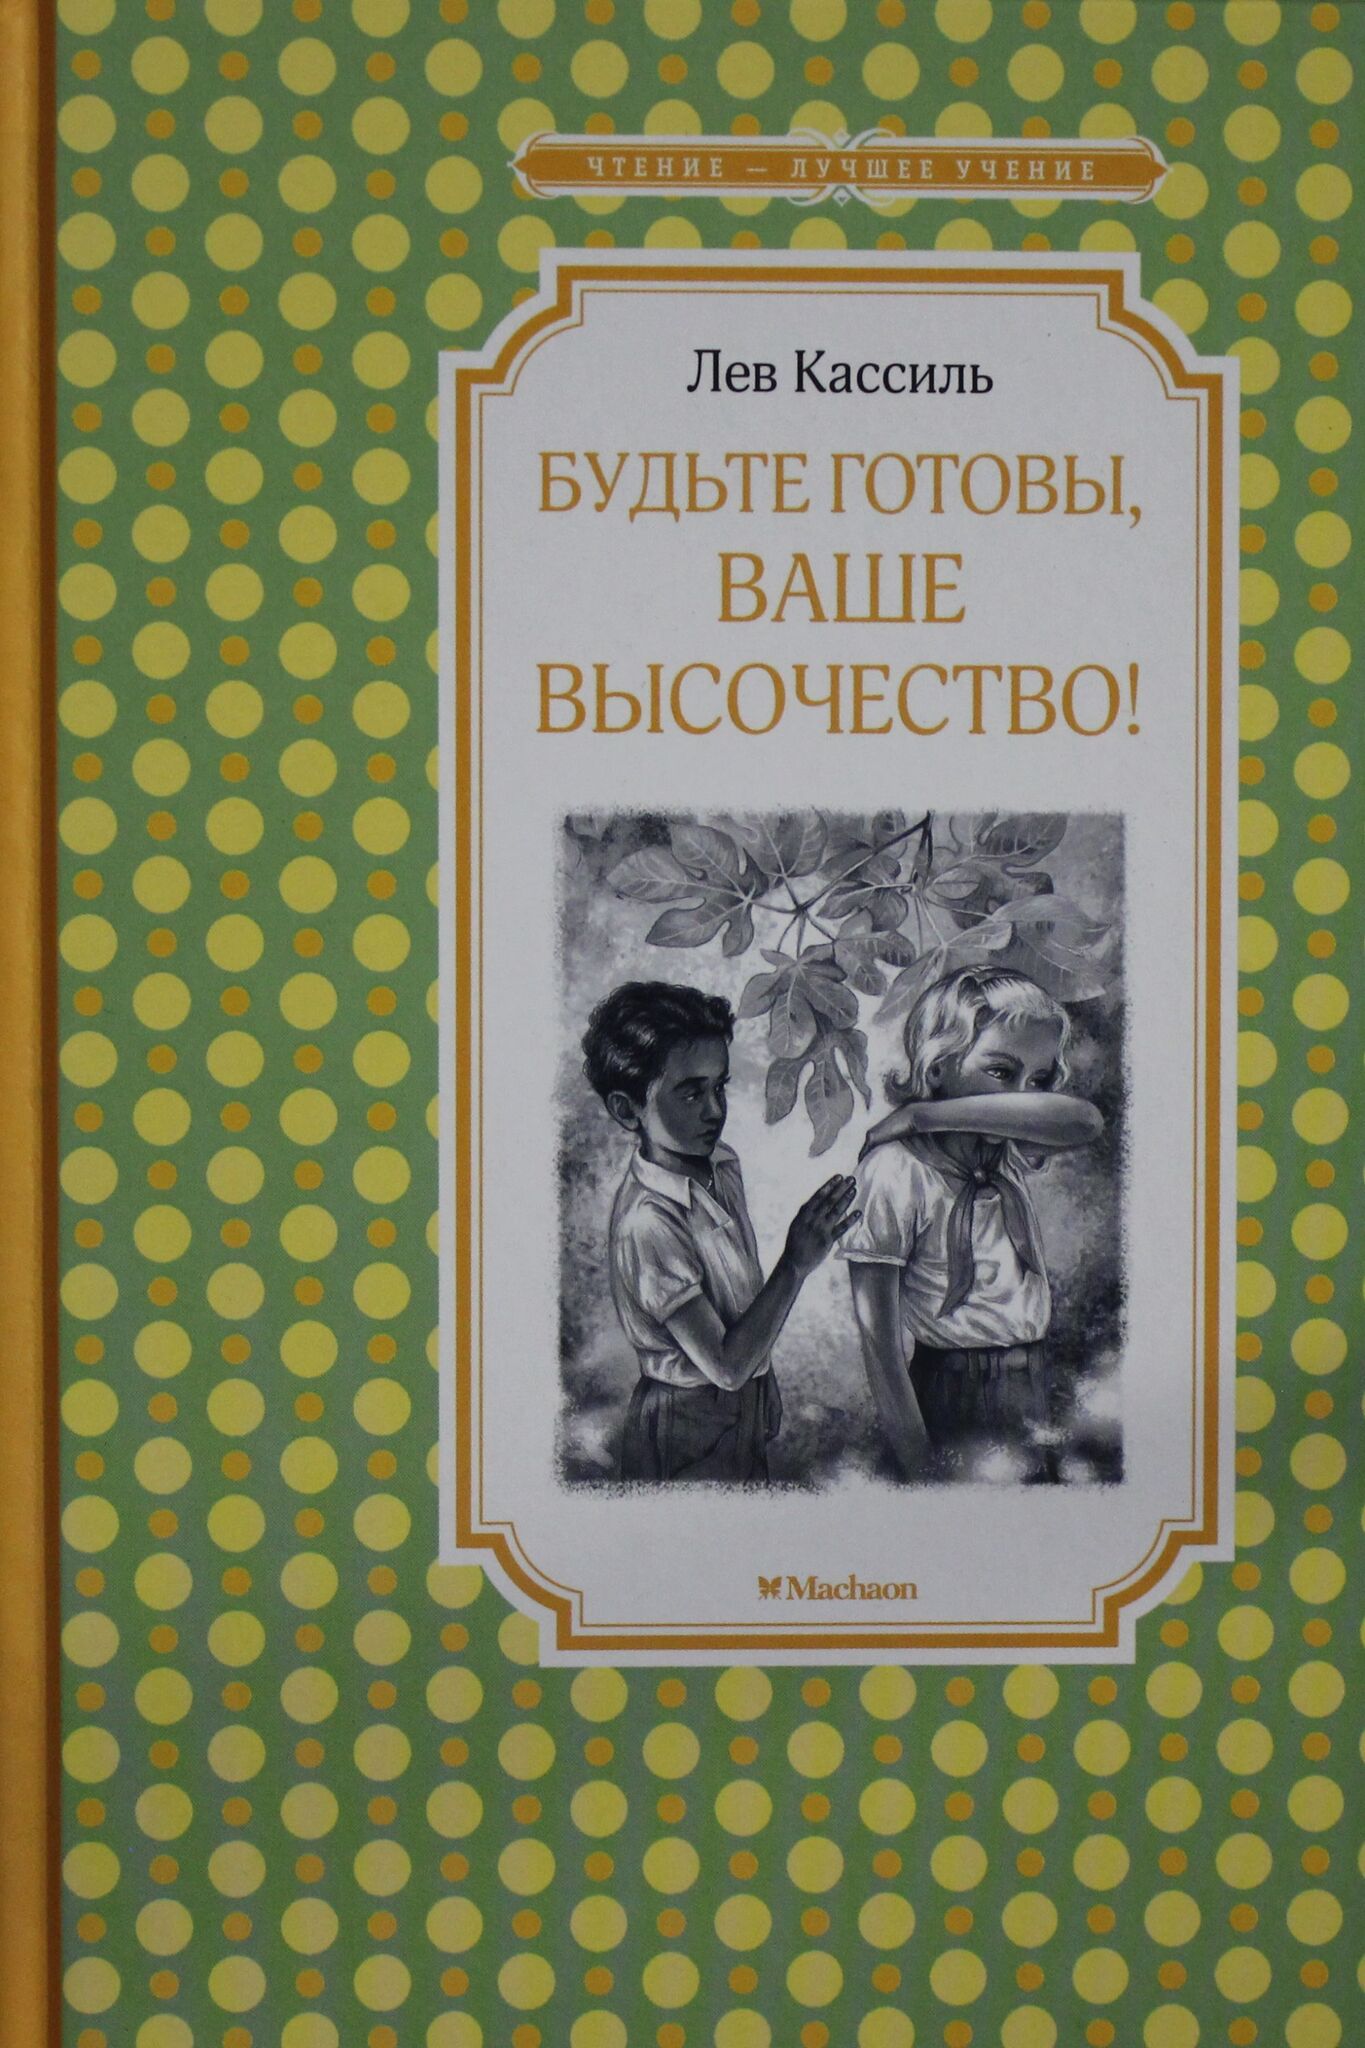 ЧТЕНИЕ — ЛУЧШЕЕ УЧЕНИЕ
Лев Кассиль
БУДЬТЕ ГОТОВЫ,
ВАШЕ
ВЫСОЧЕСТВО!
Machaon